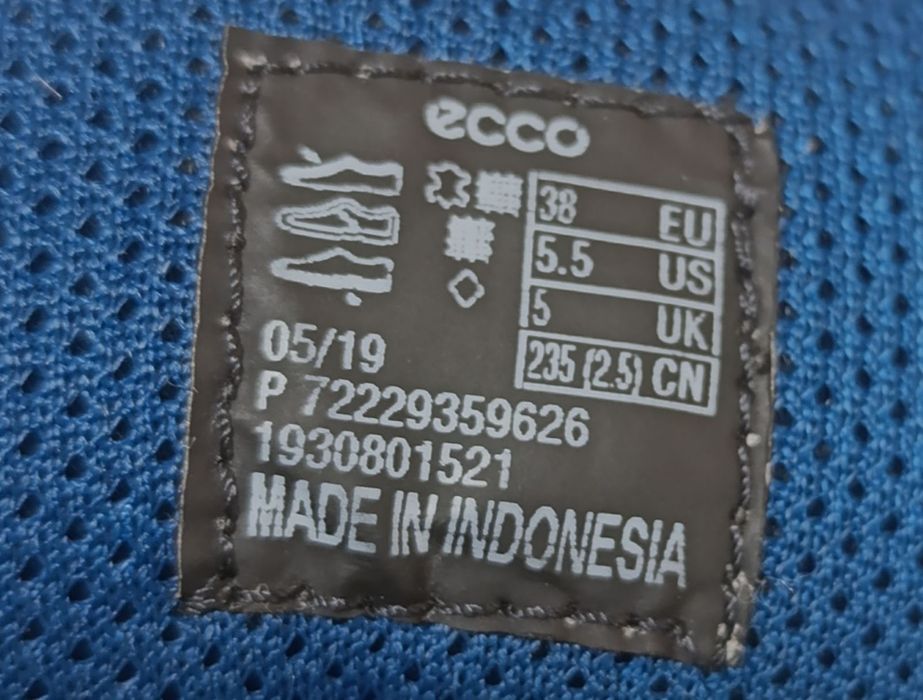 ecco
38 EU
5.5 US
5 UK
235 (2.5) CN
05/19
P 72229359626
1930801521
MADE IN INDONESIA